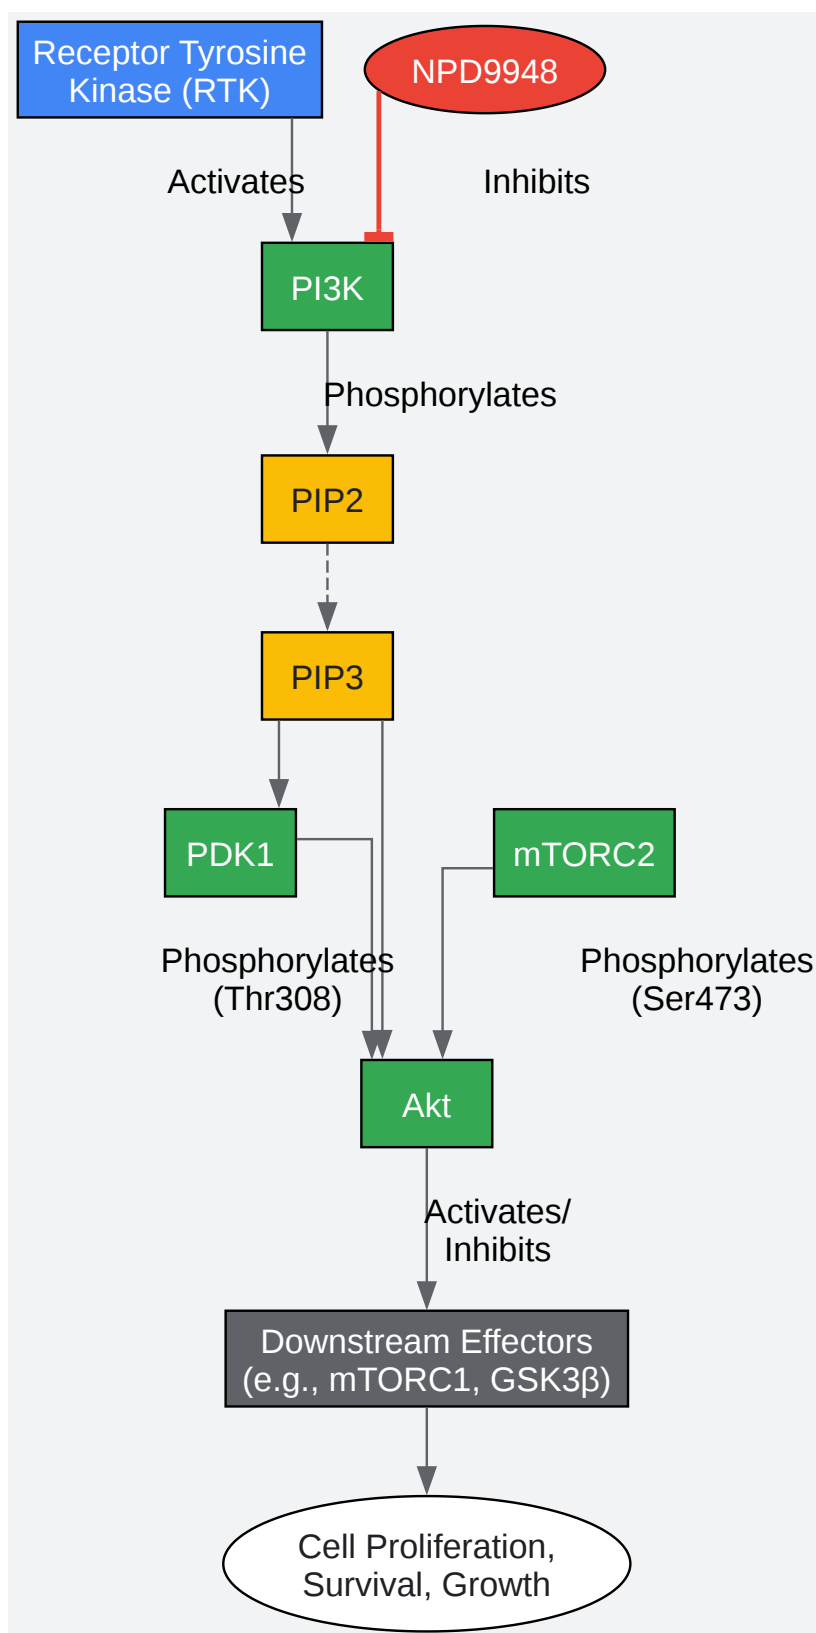 Receptor Tyrosine
Kinase (RTK)
NPD9948
Activates
Inhibits
PI3K
Phosphorylates
PIP2
PIP3
PDK1
mTORC2
Phosphorylates
(Thr308)
Phosphorylates
(Ser473)
Akt
Activates/
Inhibits
Downstream Effectors
(e.g., mTORC1, GSK3β)
Cell Proliferation,
Survival, Growth